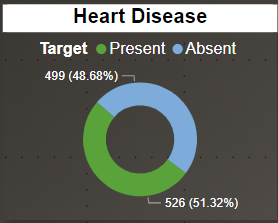 Heart Disease
Target Present Absent
499 (48.68%)
526 (51.32%)